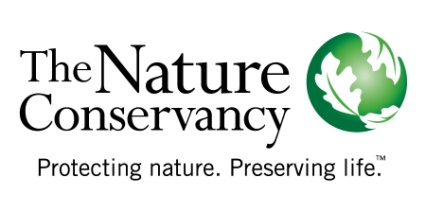 The Nature
Conservancy
Protecting nature. Preserving life.™